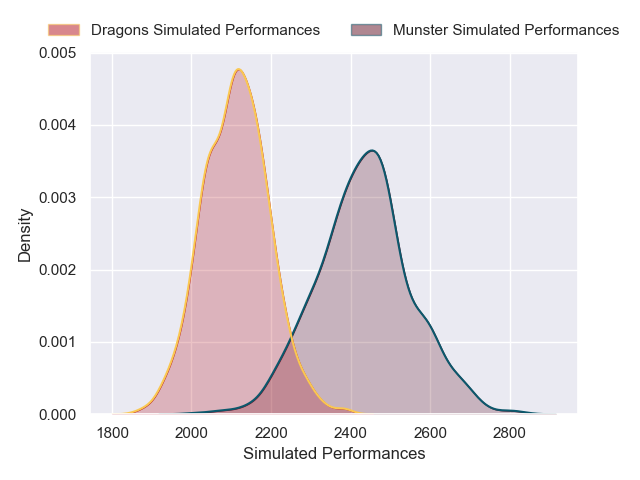 Dragons Simulated Performances Munster Simulated Performances
0.005
0.004
0.003
0.002
0.001
0.000
Density
1800 2000 2200 2400 2600 2800
Simulated Performances